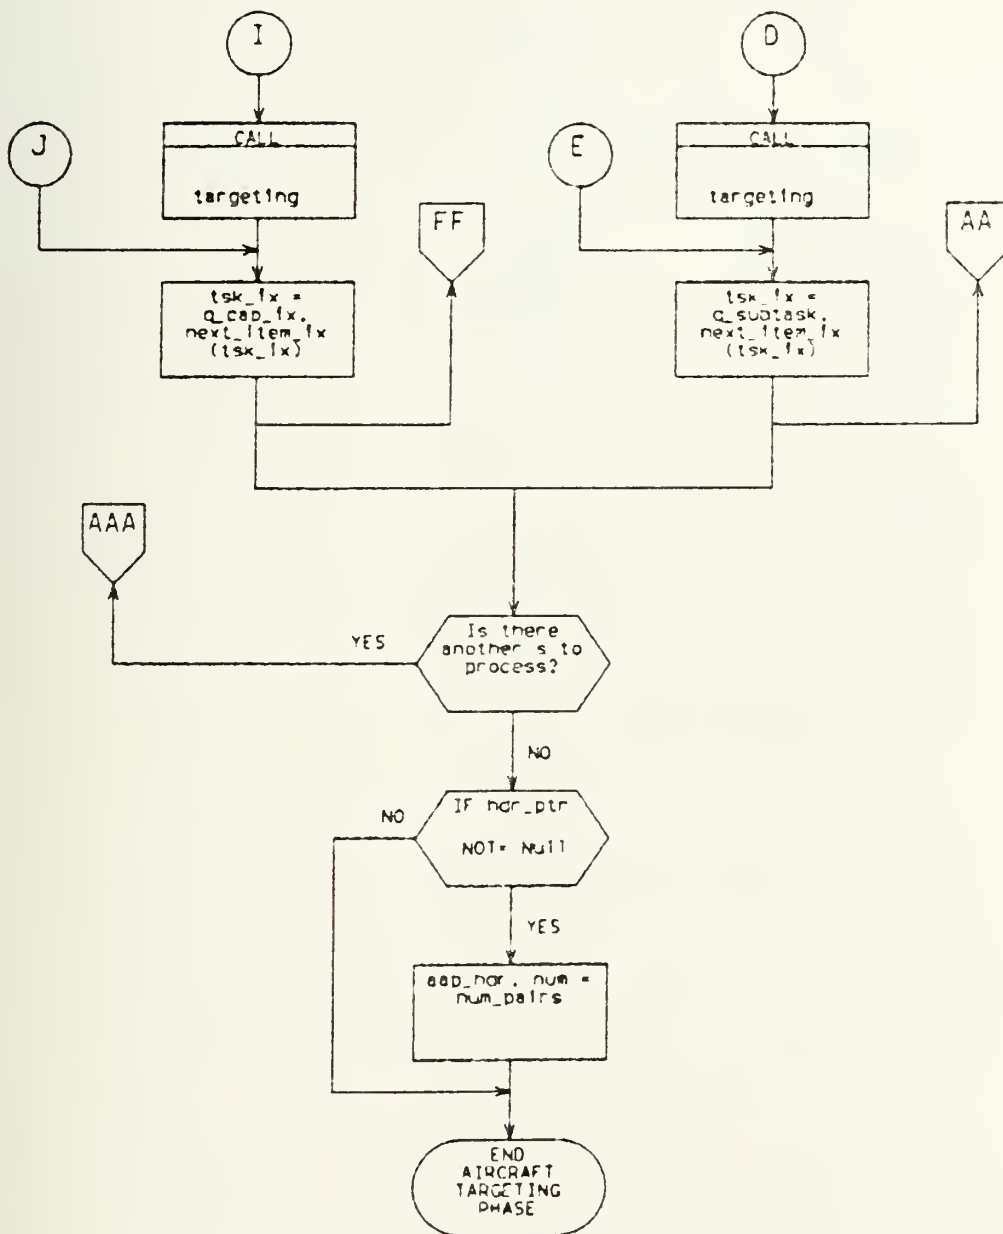 I
D
CALL
targeting
J
CALL
targeting
E
FF
AA
tsk_ix =
q_cap_ix.
next_item_ix
(tsk_ix)
tsk_ix =
q_subtask.
next_item_ix
(tsk_ix)
AAA
YES
Is there
another s to
process?
NO
NO
IF hdr_ptr
NOT= Null
YES
aap_hdr. num =
num_pairs
END
AIRCRAFT
TARGETING
PHASE